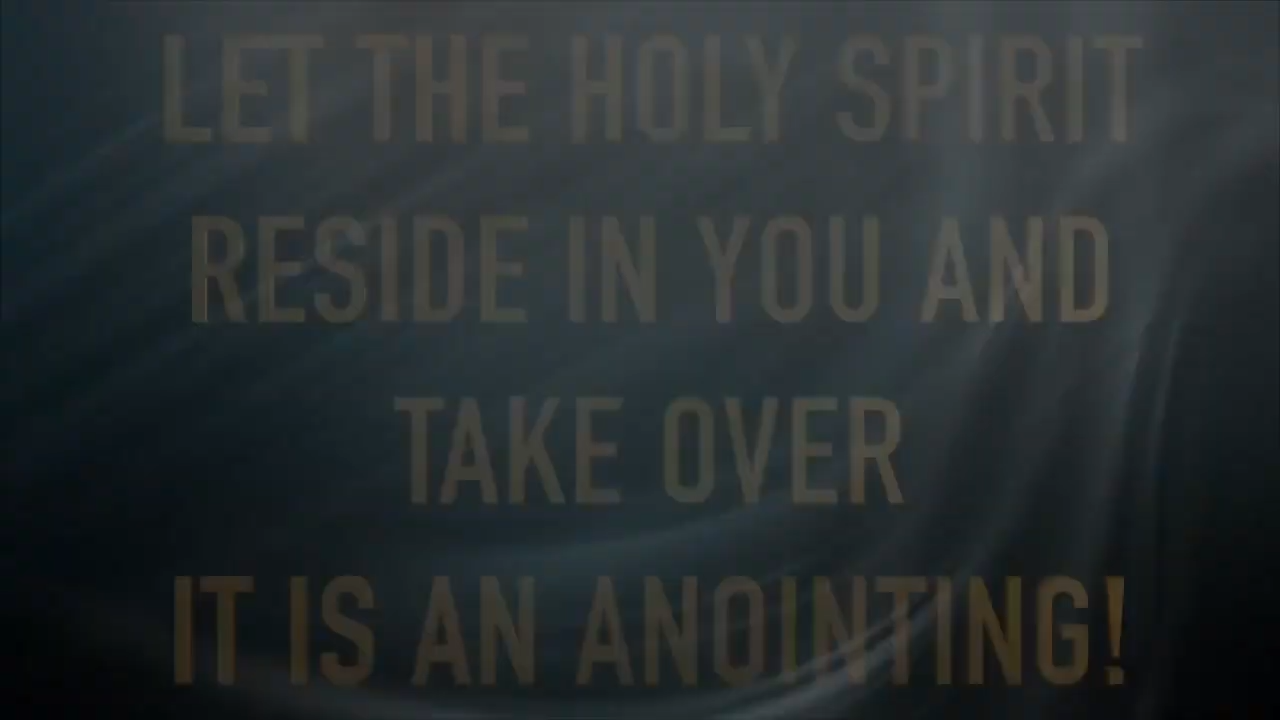 LET THE HOLY SPIRIT
RESIDE IN YOU AND
TAKE OVER
IT IS AN ANOINTING!